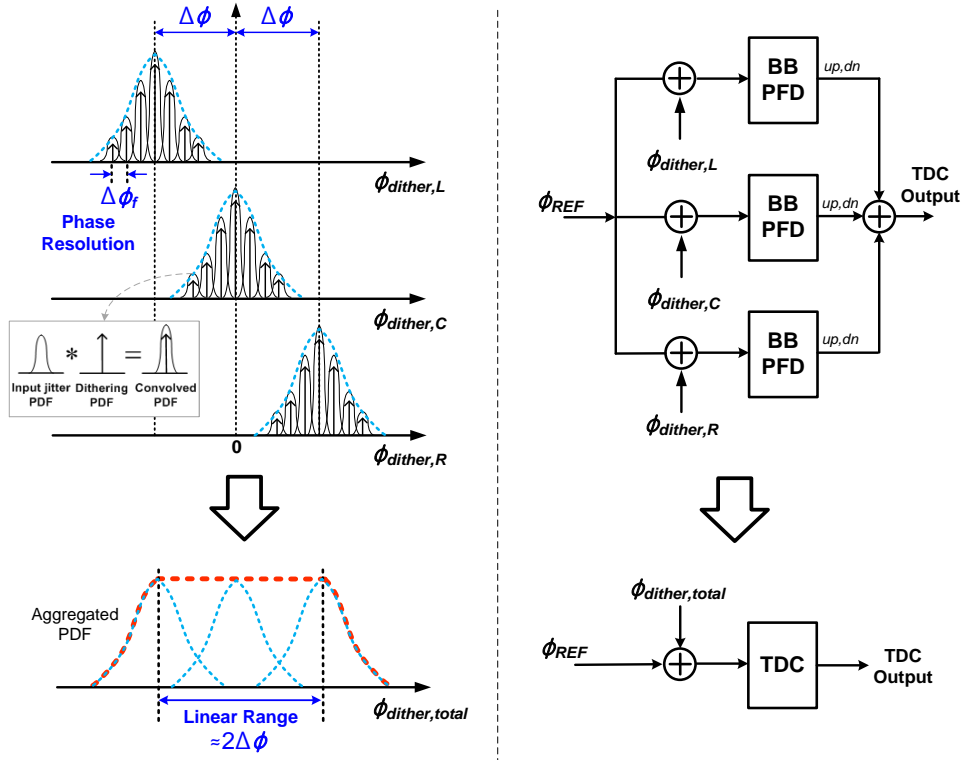 Δϕ
Δϕ
ϕdither,L
Δϕf
Phase
Resolution
ϕdither,C
Input jitter
PDF
*
Dithering
PDF
=
Convolved
PDF
0
ϕdither,R
Aggregated
PDF
ϕdither,total
Linear Range
≈2Δϕ
BB
PFD
up,dn
ϕdither,L
TDC
Output
ϕREF
BB
PFD
up,dn
ϕdither,C
BB
PFD
up,dn
ϕdither,R
ϕdither,total
ϕREF
TDC
TDC
Output